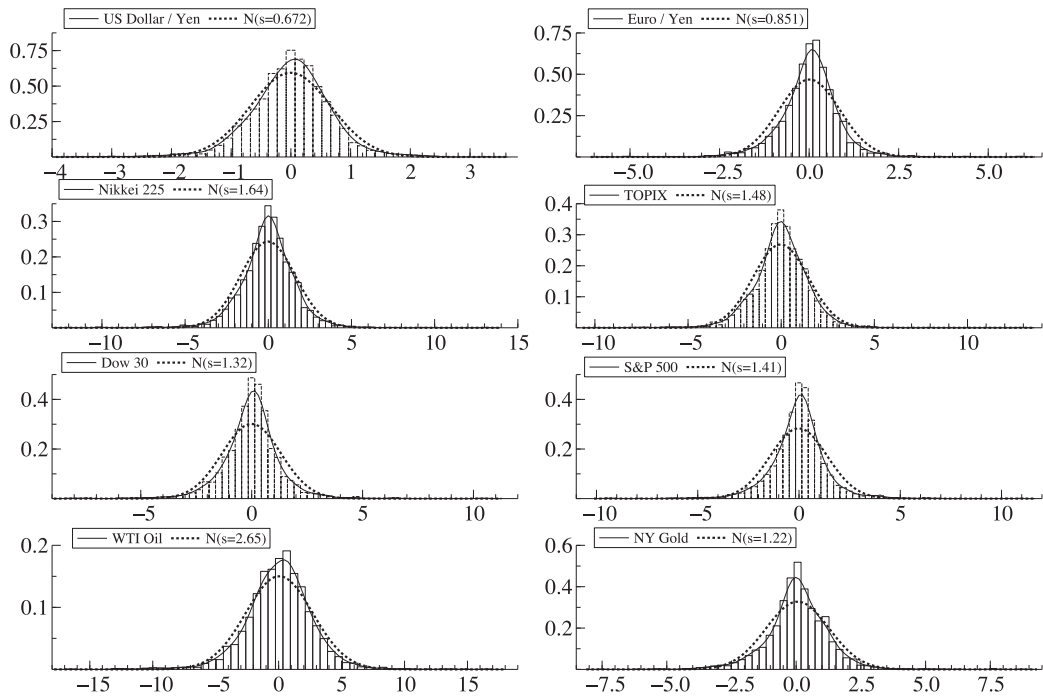 US Dollar / Yen N(s=0.672)
Euro / Yen N(s=0.851)
0.75
0.50
0.25
−4 −3 −2 −1 0 1 2 3
0.75
0.50
0.25
−5.0 −2.5 0.0 2.5 5.0
Nikkei 225 N(s=1.64)
TOPIX N(s=1.48)
0.3
0.2
0.1
−10 −5 0 5 10 15
0.4
0.3
0.2
0.1
−10 −5 0 5 10
Dow 30 N(s=1.32)
S&P 500 N(s=1.41)
0.4
0.2
−5 0 5 10
0.4
0.2
−10 −5 0 5 10
WTI Oil N(s=2.65)
NY Gold N(s=1.22)
0.2
0.1
−15 −10 −5 0 5 10 15
0.6
0.4
0.2
−7.5 −5.0 −2.5 0.0 2.5 5.0 7.5